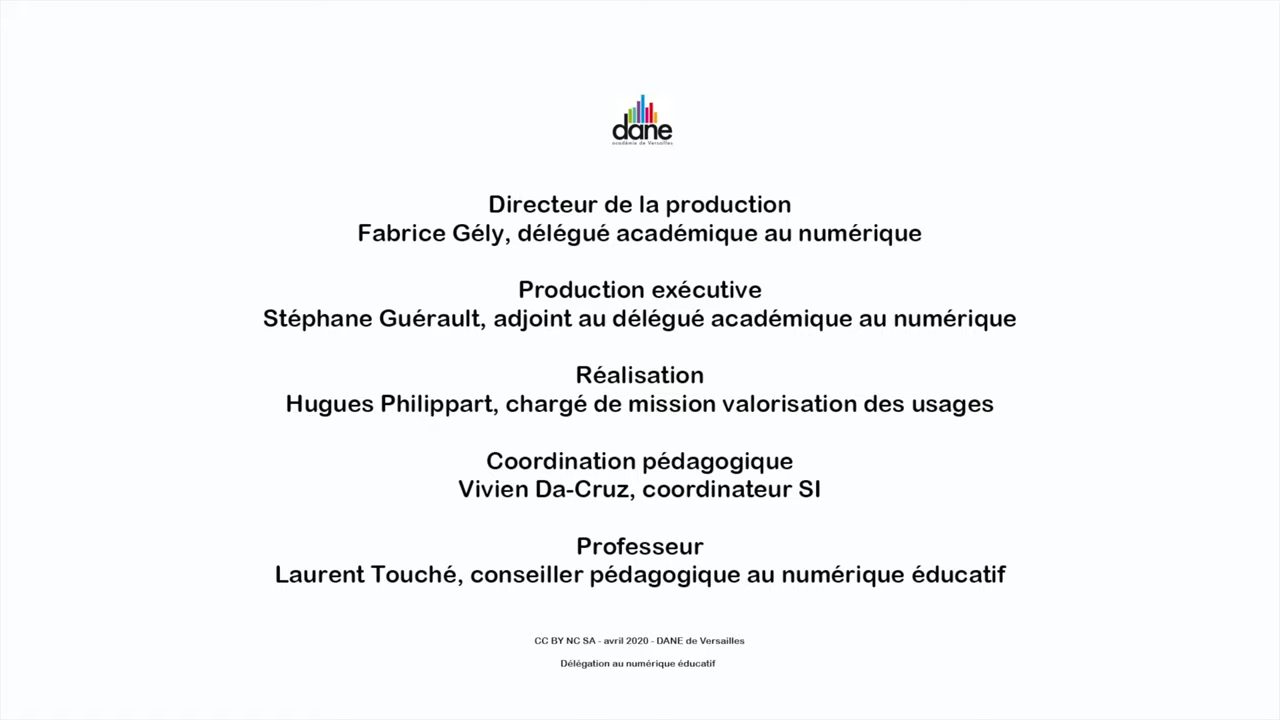 dane
académie de Versailles
Directeur de la production
Fabrice Gély, délégué académique au numérique
Production exécutive
Stéphane Guérault, adjoint au délégué académique au numérique
Réalisation
Hugues Philippart, chargé de mission valorisation des usages
Coordination pédagogique
Vivien Da-Cruz, coordinateur SI
Professeur
Laurent Touché, conseiller pédagogique au numérique éducatif
CC BY NC SA - avril 2020 - DANE de Versailles
Délégation au numérique éducatif